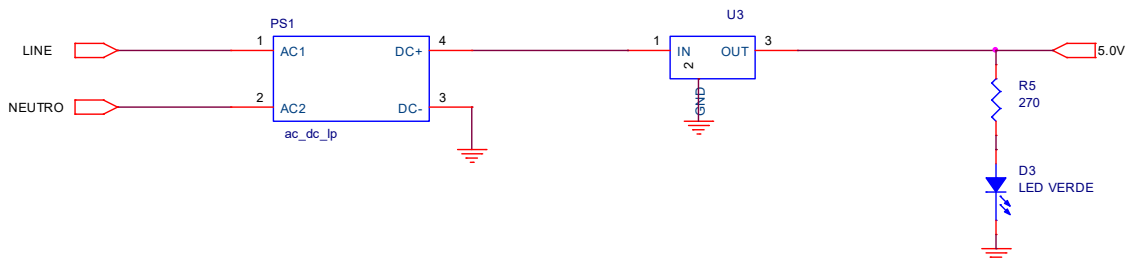 PS1
U3
LINE
1
AC1
DC+
4
1
IN
OUT
3
5.0V
2
GND
NEUTRO
2
AC2
DC-
3
ac_dc_lp
R5
270
D3
LED VERDE